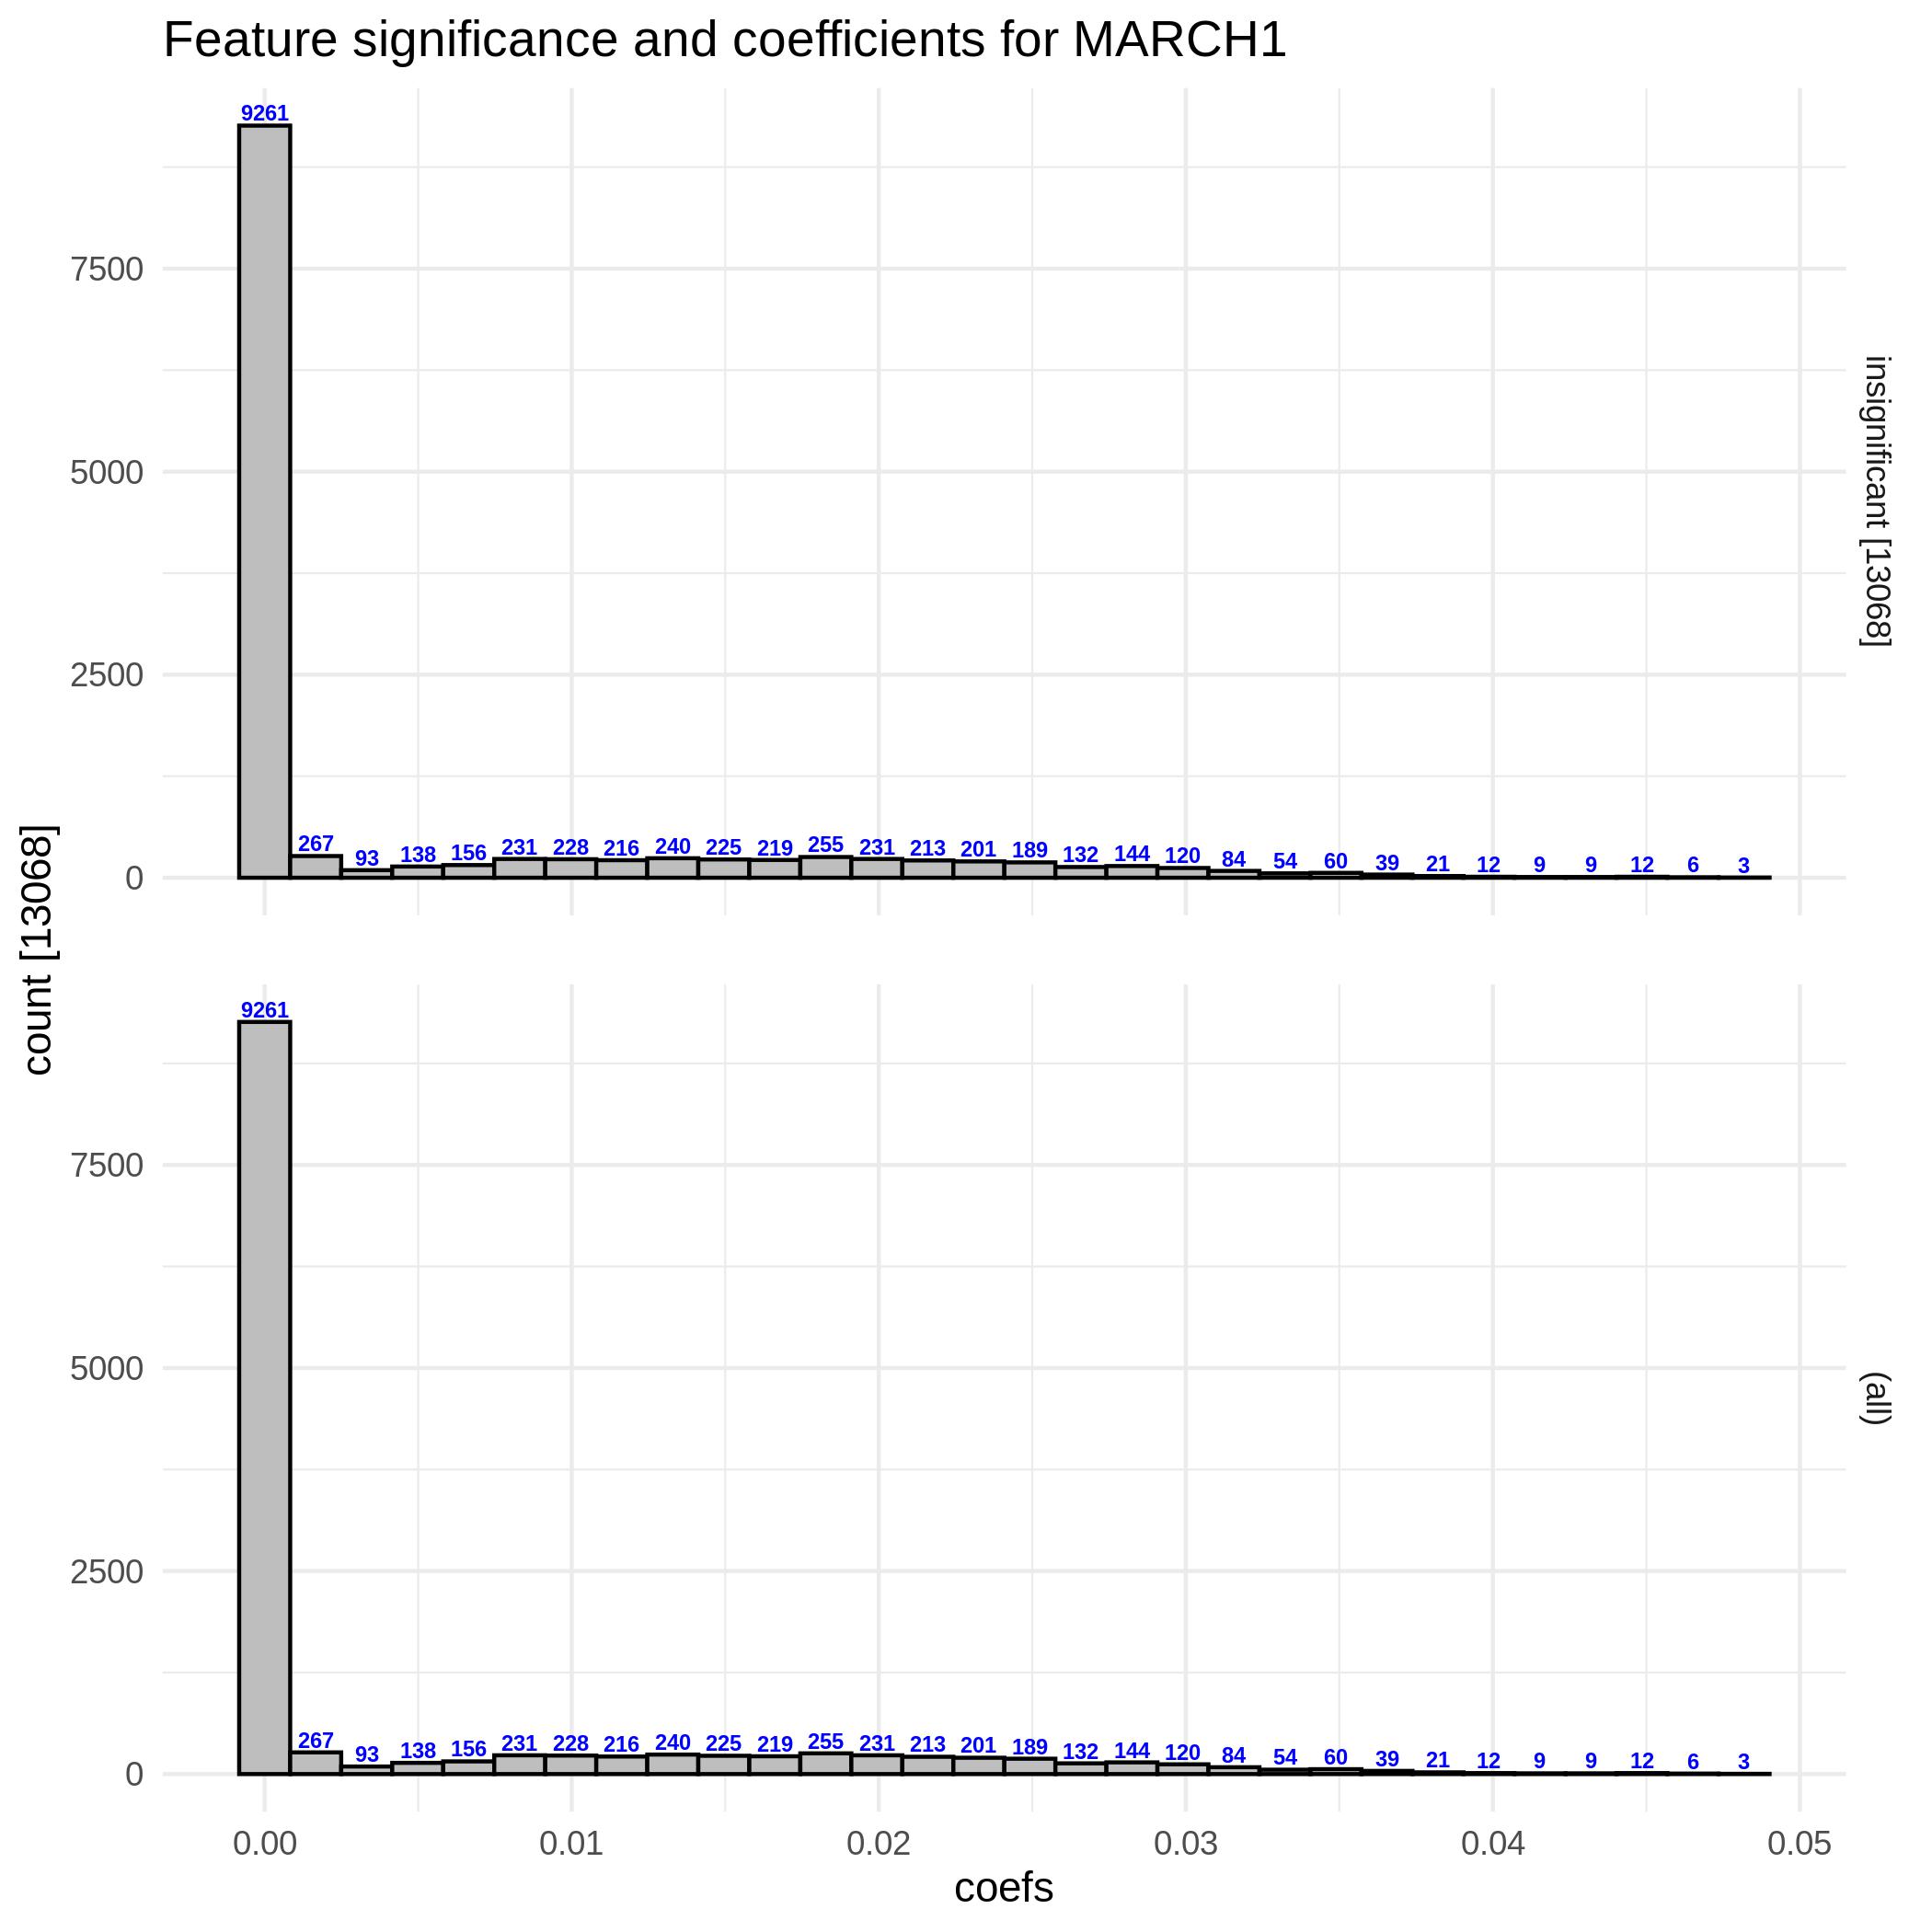 Feature significance and coefficients for MARCH1
count [13068]
9261
7500
5000
2500
0
267 93 138 156 231 228 216 240 225 219 255 231 213 201 189 132 144 120 84 54 60 39 21 12 9 9 12 6 3
insignificant [13068]
9261
7500
5000
2500
0
267 93 138 156 231 228 216 240 225 219 255 231 213 201 189 132 144 120 84 54 60 39 21 12 9 9 12 6 3
(all)
0.00 0.01 0.02 0.03 0.04 0.05
coefs